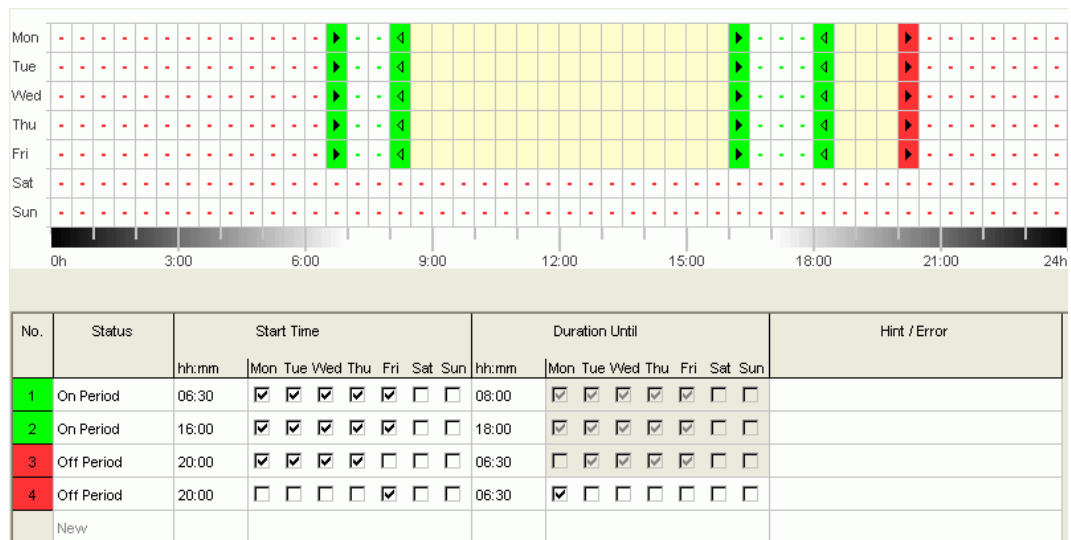 Mon
Tue
Wed
Thu
Fri
Sat
Sun
0h 3:00 6:00 9:00 12:00 15:00 18:00 21:00 24h
No. Status Start Time Duration Until Hint / Error
hh:mm Mon Tue Wed Thu Fri Sat Sun hh:mm Mon Tue Wed Thu Fri Sat Sun
1 On Period 06:30 08:00
2 On Period 16:00 18:00
3 Off Period 20:00 06:30
4 Off Period 20:00 06:30
New